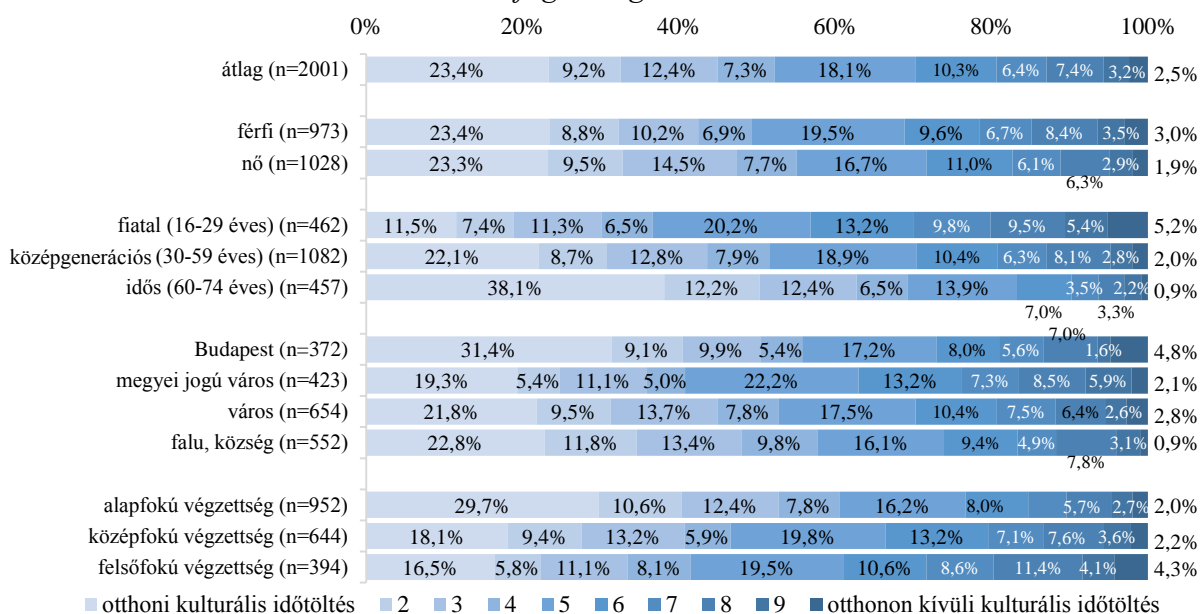 0% 20% 40% 60% 80% 100%
átlag (n=2001) 23,4% 9,2% 12,4% 7,3% 18,1% 10,3% 6,4% 7,4% 3,2% 2,5%
férfi (n=973) 23,4% 8,8% 10,2% 6,9% 19,5% 9,6% 6,7% 8,4% 3,5% 3,0%
nő (n=1028) 23,3% 9,5% 14,5% 7,7% 16,7% 11,0% 6,1% 2,9% 1,9%
6,3%
fiatal (16-29 éves) (n=462) 11,5% 7,4% 11,3% 6,5% 20,2% 13,2% 9,8% 9,5% 5,4% 5,2%
középgenerációs (30-59 éves) (n=1082) 22,1% 8,7% 12,8% 7,9% 18,9% 10,4% 6,3% 8,1% 2,8% 2,0%
idős (60-74 éves) (n=457) 38,1% 12,2% 12,4% 6,5% 13,9% 3,5% 2,2% 0,9%
7,0% 3,3%
7,0%
Budapest (n=372) 31,4% 9,1% 9,9% 5,4% 17,2% 8,0% 5,6% 1,6% 4,8%
megyei jogú város (n=423) 19,3% 5,4% 11,1% 5,0% 22,2% 13,2% 7,3% 8,5% 5,9% 2,1%
város (n=654) 21,8% 9,5% 13,7% 7,8% 17,5% 10,4% 7,5% 6,4% 2,6% 2,8%
falu, község (n=552) 22,8% 11,8% 13,4% 9,8% 16,1% 9,4% 4,9% 3,1% 0,9%
7,8%
alapfokú végzettség (n=952) 29,7% 10,6% 12,4% 7,8% 16,2% 8,0% 5,7% 2,7% 2,0%
középfokú végzettség (n=644) 18,1% 9,4% 13,2% 5,9% 19,8% 13,2% 7,1% 7,6% 3,6% 2,2%
felsőfokú végzettség (n=394) 16,5% 5,8% 11,1% 8,1% 19,5% 10,6% 8,6% 11,4% 4,1% 4,3%
otthoni kulturális időtöltés 2 3 4 5 6 7 8 9 otthonon kívüli kulturális időtöltés